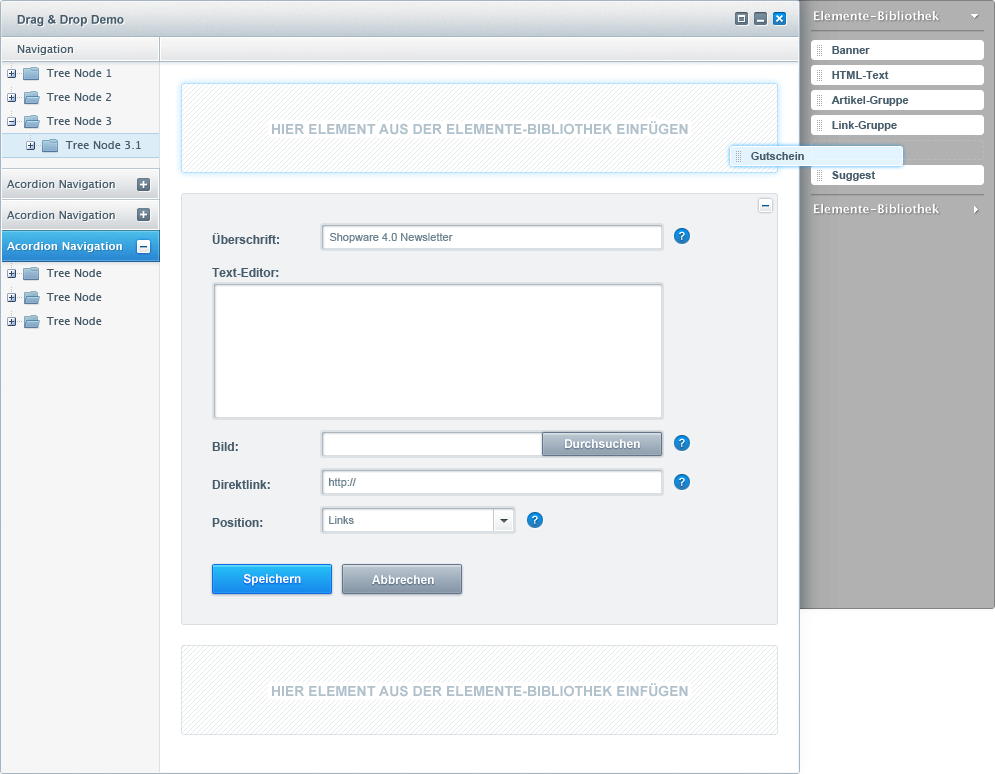 Drag & Drop Demo
Navigation
Tree Node 1
Tree Node 2
Tree Node 3
Tree Node 3.1
Acordion Navigation
Acordion Navigation
Acordion Navigation
Tree Node
Tree Node
Tree Node
HIER ELEMENT AUS DER ELEMENTE-BIBLIOTHEK EINFÜGEN
Überschrift:
Shopware 4.0 Newsletter
?
Text-Editor:
Bild:
Durchsuchen
?
Direktlink:
http://
?
Position:
Links
?
Speichern
Abbrechen
HIER ELEMENT AUS DER ELEMENTE-BIBLIOTHEK EINFÜGEN
Elemente-Bibliothek
Banner
HTML-Text
Artikel-Gruppe
Link-Gruppe
Gutschein
Suggest
Elemente-Bibliothek